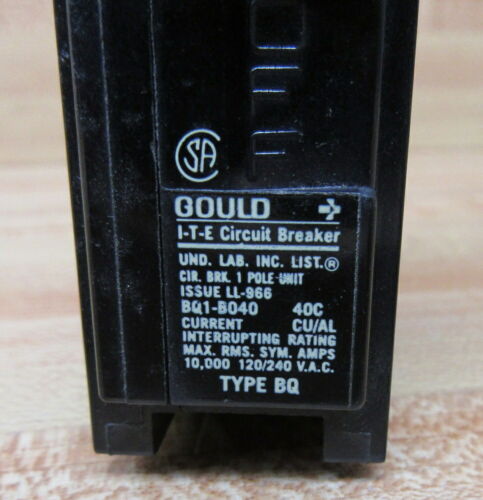 SA
GOULD
I-T-E Circuit Breaker
UND. LAB. INC. LIST.®
CIR. BRK. 1 POLE UNIT
ISSUE LL-966
BQ1-B040 40C
CURRENT CU/AL
INTERRUPTING RATING
MAX. RMS. SYM. AMPS
10,000 120/240 V.A.C.
TYPE BQ